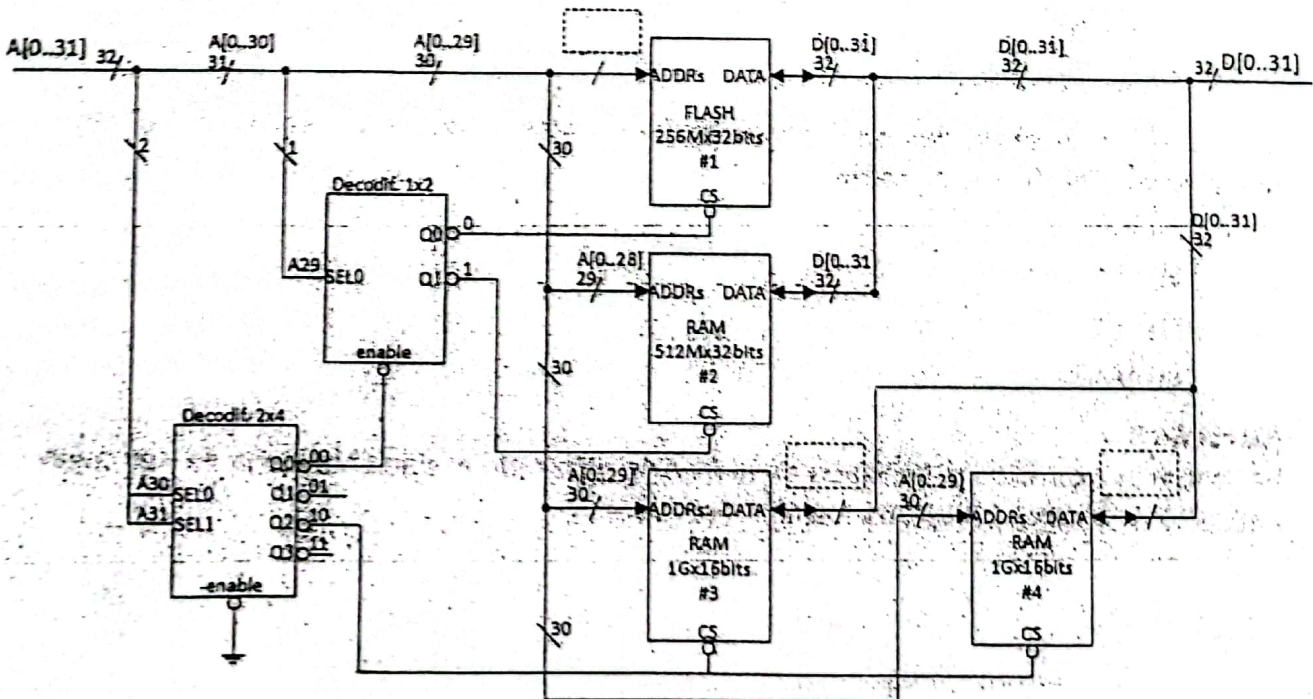 A[0..31]
32
A[0..30]
31
A[0..29]
30
ADDRs DATA
FLASH
256Mx32bits
#1
CS
D[0..31]
32
D[0..31]
32
32 D[0..31]
2
1
30
Decodif. 1x2
Q0 0
A29 SEL0
Q1 1
enable
A[0..28]
29
ADDRs DATA
RAM
512Mx32bits
#2
CS
D[0..31
32
D[0..31]
32
30
Decodif. 2x4
Q0 00
Q1 01
Q2 10
Q3 11
A30 SEL0
A31 SEL1
enable
A[0..29]
30
ADDRs DATA
RAM
1Gx16bits
#3
CS
A[0..29]
30
ADDRs DATA
RAM
1Gx16bits
#4
CS
30